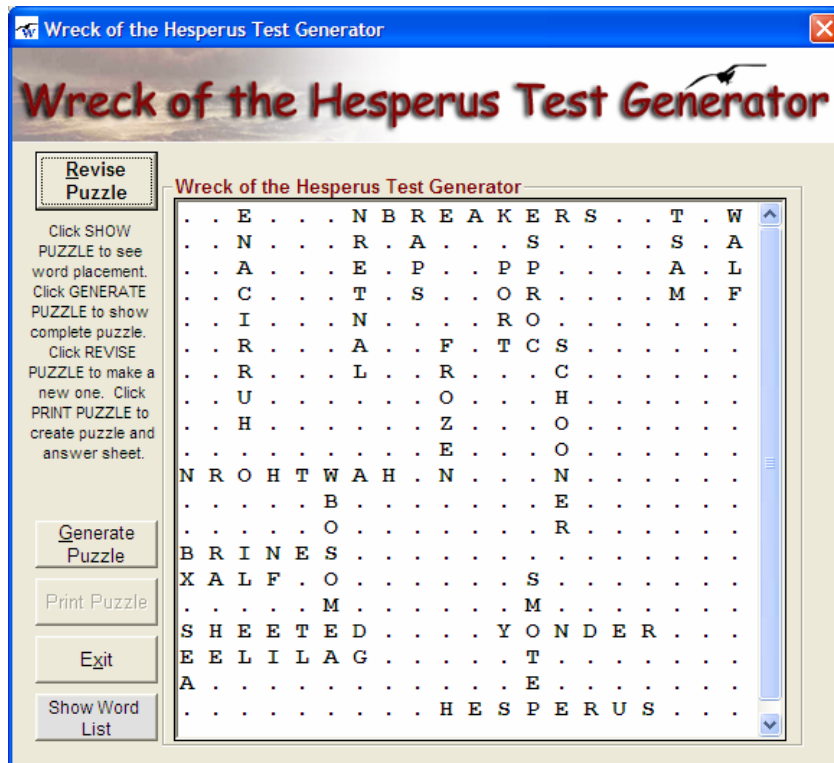 Wreck of the Hesperus Test Generator
Wreck of the Hesperus Test Generator
Revise
Puzzle
Click SHOW
PUZZLE to see
word placement.
Click GENERATE
PUZZLE to show
complete puzzle.
Click REVISE
PUZZLE to make a
new one. Click
PRINT PUZZLE to
create puzzle and
answer sheet.
Generate
Puzzle
Print Puzzle
Exit
Show Word
List
Wreck of the Hesperus Test Generator
. . E . . . N B R E A K E R S . . T . W
. . N . . . R . A . . . S . . . . S . A
. . A . . . E . P . . P P . . . . A . L
. . C . . . T . S . . O R . . . . M . F
. . I . . . N . . . . R O . . . . . . .
. . R . . . A . . F . T C S . . . . . .
. . R . . . L . . R . . . C . . . . . .
. . U . . . . . . O . . . H . . . . . .
. . H . . . . . . Z . . . O . . . . . .
. . . . . . . . . E . . . O . . . . . .
N R O H T W A H . N . . . N . . . . . .
. . . . . B . . . . . . . E . . . . . .
. . . . . O . . . . . . . R . . . . . .
B R I N E S . . . . . . . . . . . . . .
X A L F . O . . . . . . S . . . . . . .
. . . . . M . . . . . . M . . . . . . .
S H E E T E D . . . . Y O N D E R . . .
E E L I L A G . . . . . T . . . . . . .
A . . . . . . . . . . . E . . . . . . .
. . . . . . . . . H E S P E R U S . . .